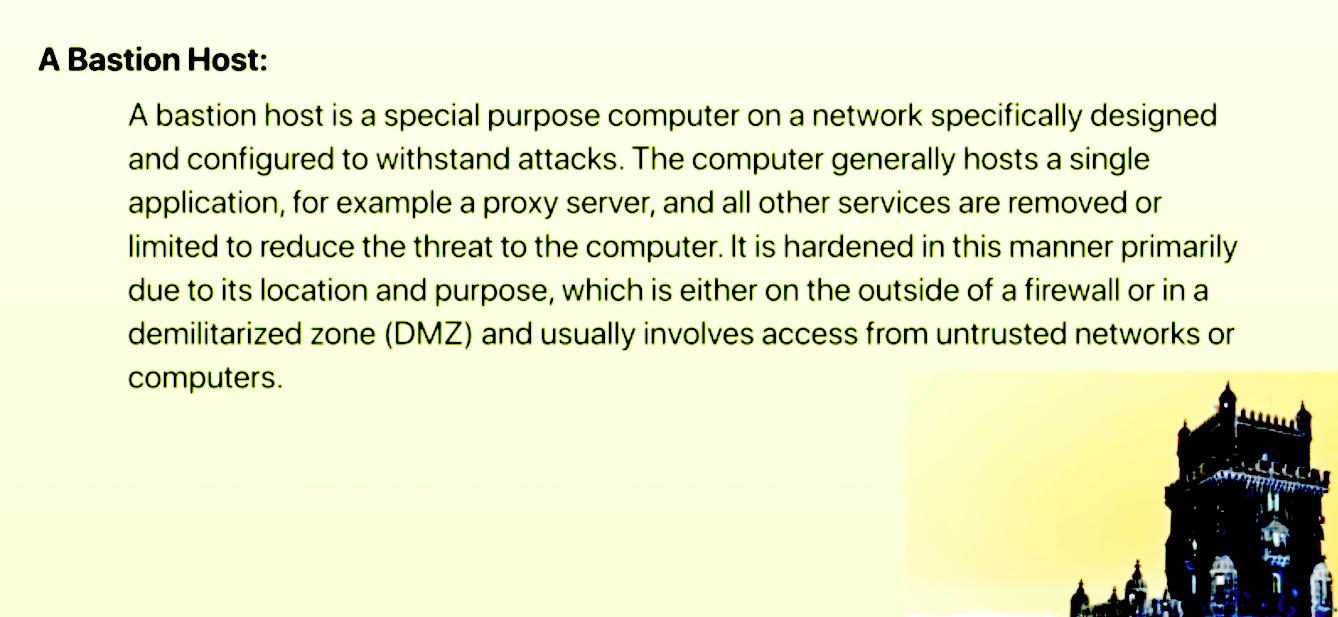 A Bastion Host:
A bastion host is a special purpose computer on a network specifically designed
and configured to withstand attacks. The computer generally hosts a single
application, for example a proxy server, and all other services are removed or
limited to reduce the threat to the computer. It is hardened in this manner primarily
due to its location and purpose, which is either on the outside of a firewall or in a
demilitarized zone (DMZ) and usually involves access from untrusted networks or
computers.